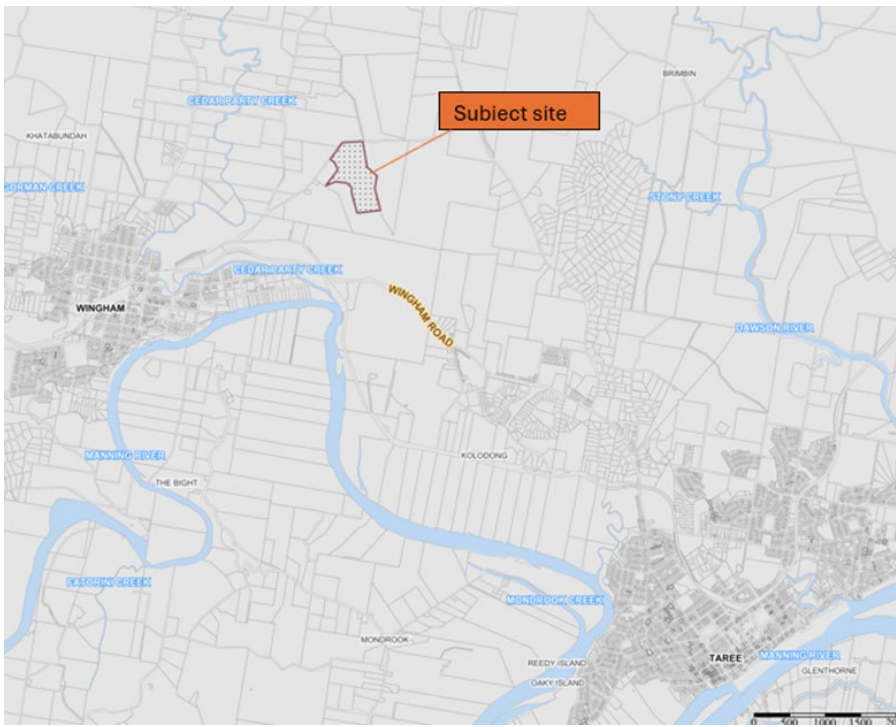 BRIMBIN
CEDAR PARTY CREEK
Subject site
KHATABUNDAH
GORMAN CREEK
STONY CREEK
CEDAR PARTY CREEK
WINGHAM
WINGHAM ROAD
DAWSON RIVER
MANNING RIVER
KOLODONG
THE BIGHT
FATORINI CREEK
MONDROOK CREEK
MONDROOK
REEDY ISLAND
TAREE
MANNING RIVER
OAKY ISLAND
GLENTHORNE
0 500 1000 1500